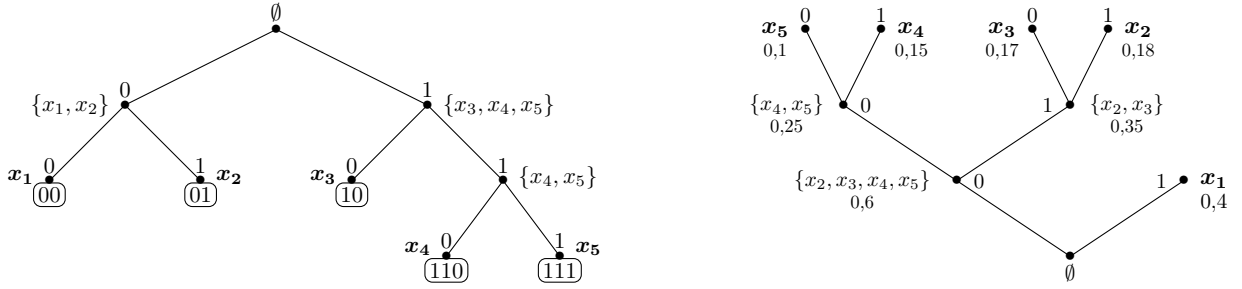 ∅
0
{x₁, x₂}
1
{x₃, x₄, x₅}
x₁ 0
00
1 x₂
01
x₃ 0
10
1 {x₄, x₅}
x₄ 0
110
1 x₅
111
x₅ 0
0,1
1 x₄
0,15
x₃ 0
0,17
1 x₂
0,18
{x₄, x₅} 0
0,25
1 {x₂, x₃}
0,35
{x₂, x₃, x₄, x₅} 0
0,6
1 x₁
0,4
∅